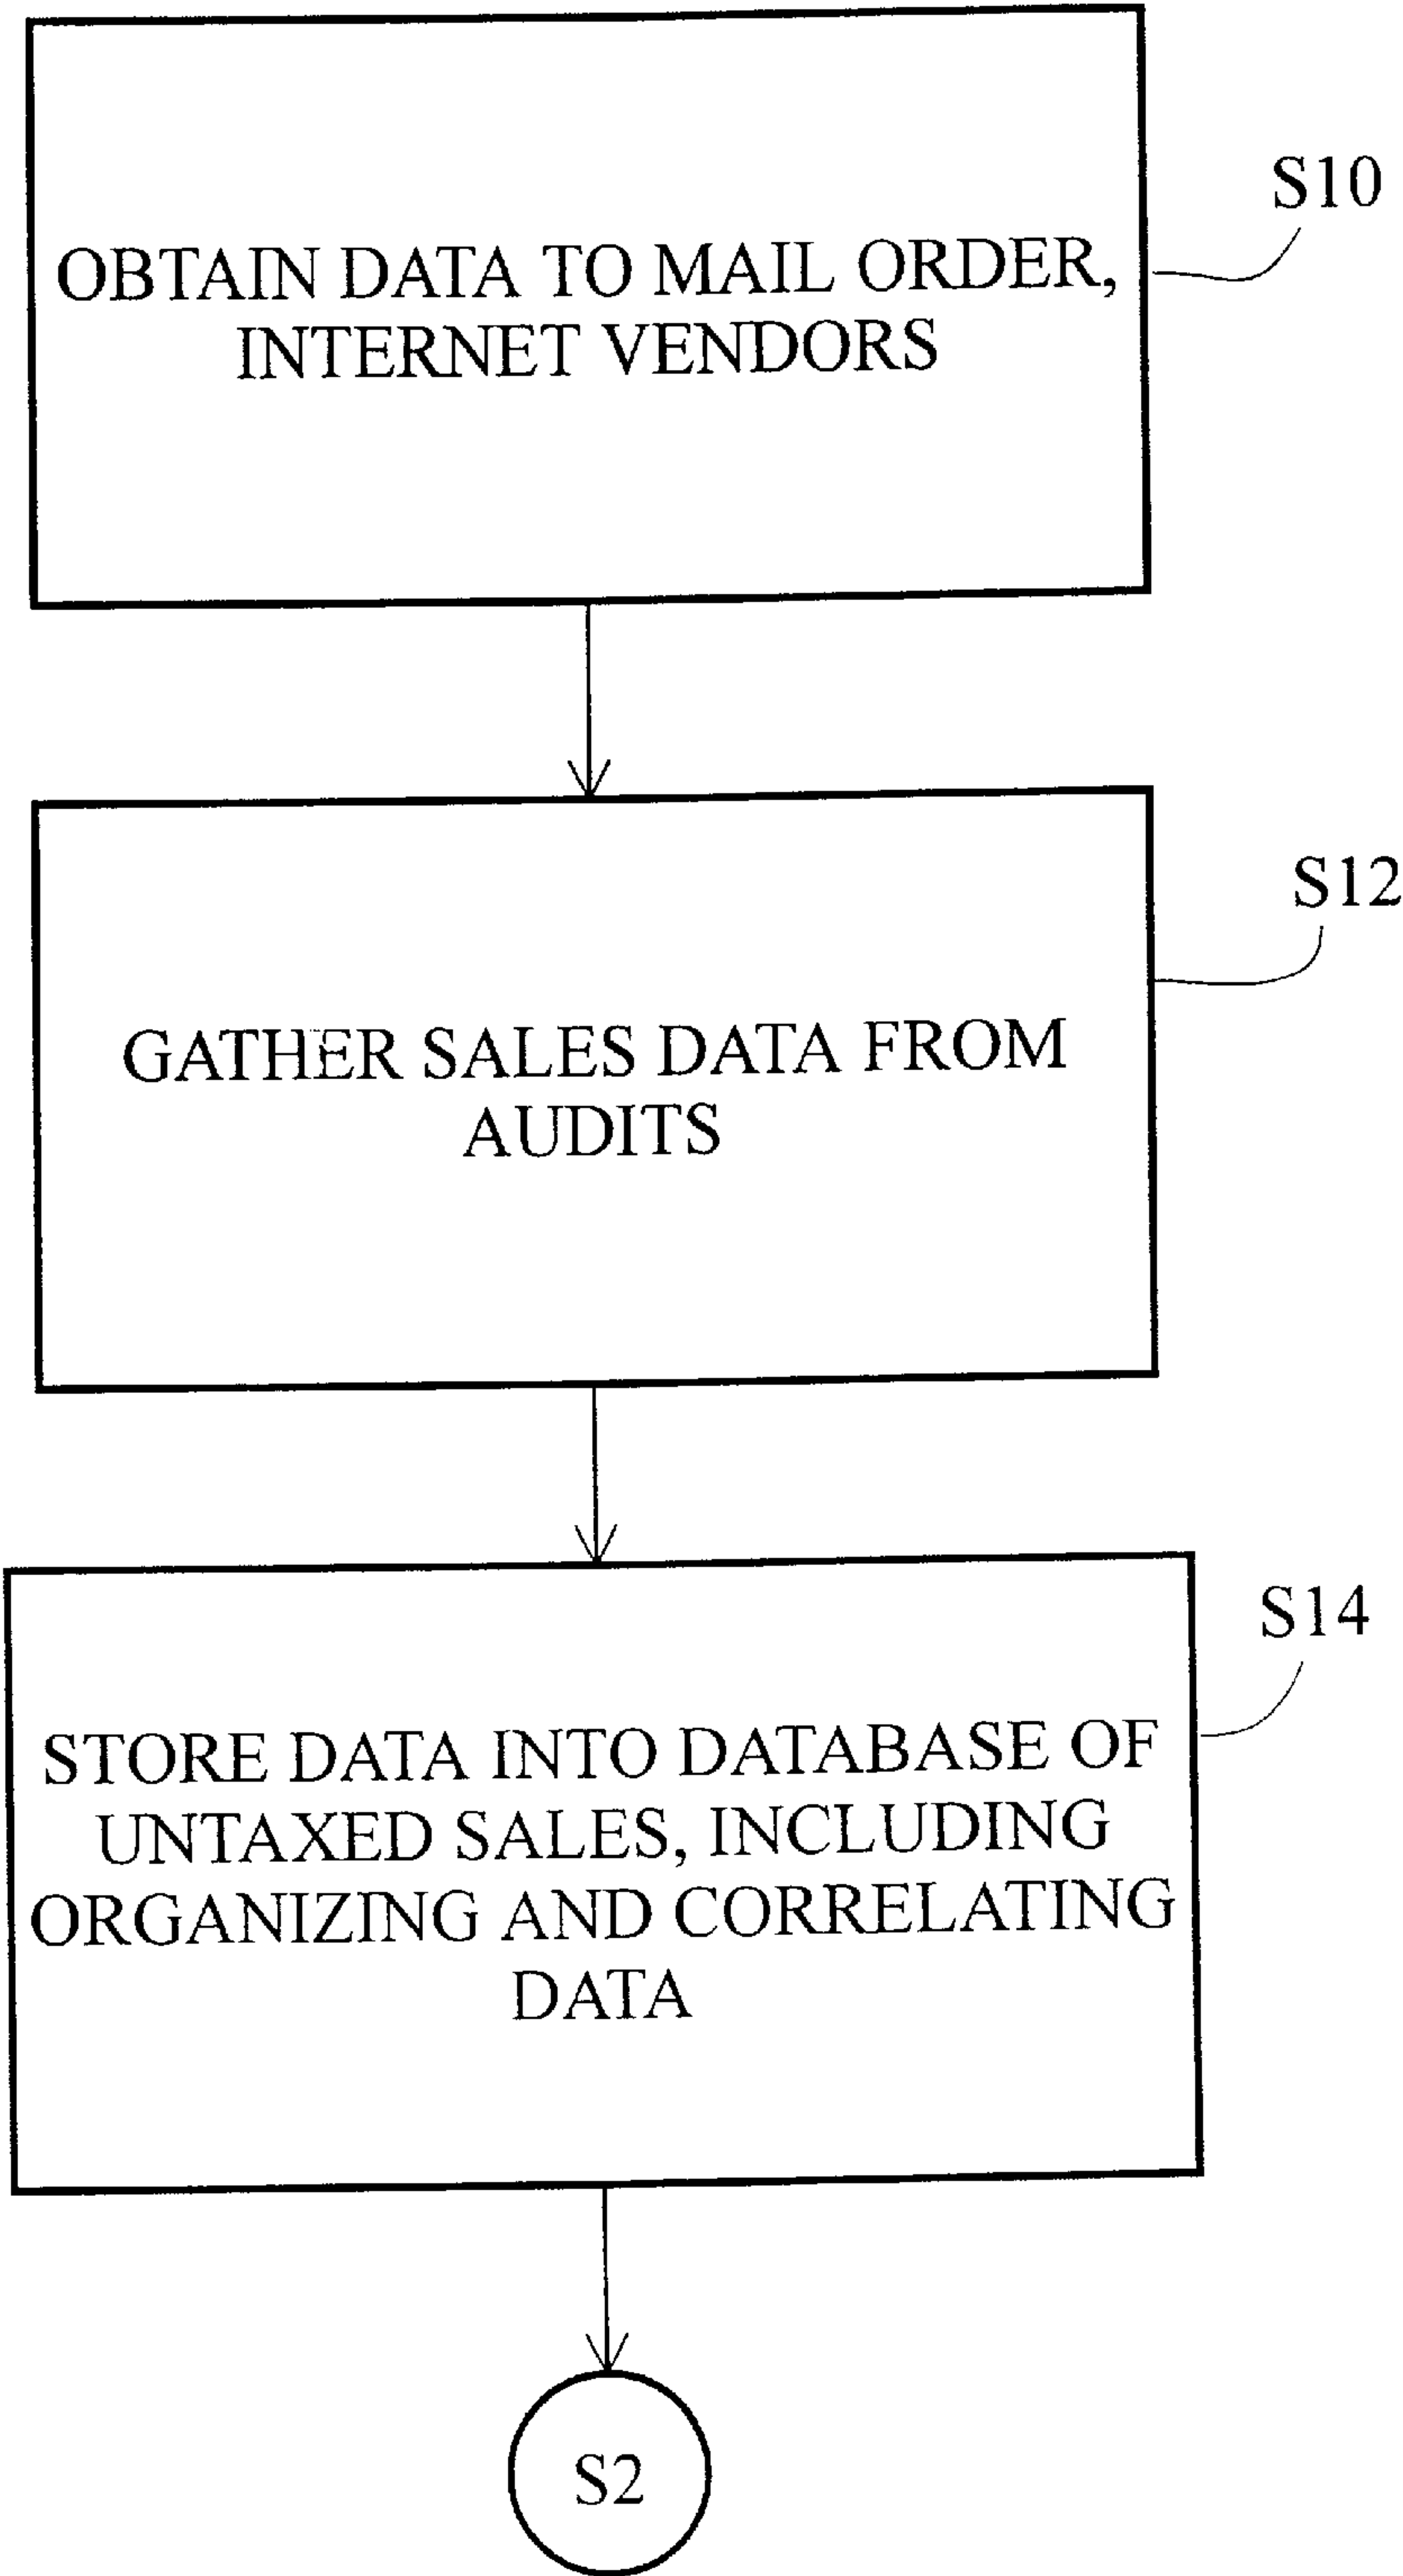 OBTAIN DATA TO MAIL ORDER,
INTERNET VENDORS
S10
GATHER SALES DATA FROM
AUDITS
S12
STORE DATA INTO DATABASE OF
UNTAXED SALES, INCLUDING
ORGANIZING AND CORRELATING
DATA
S14
S2